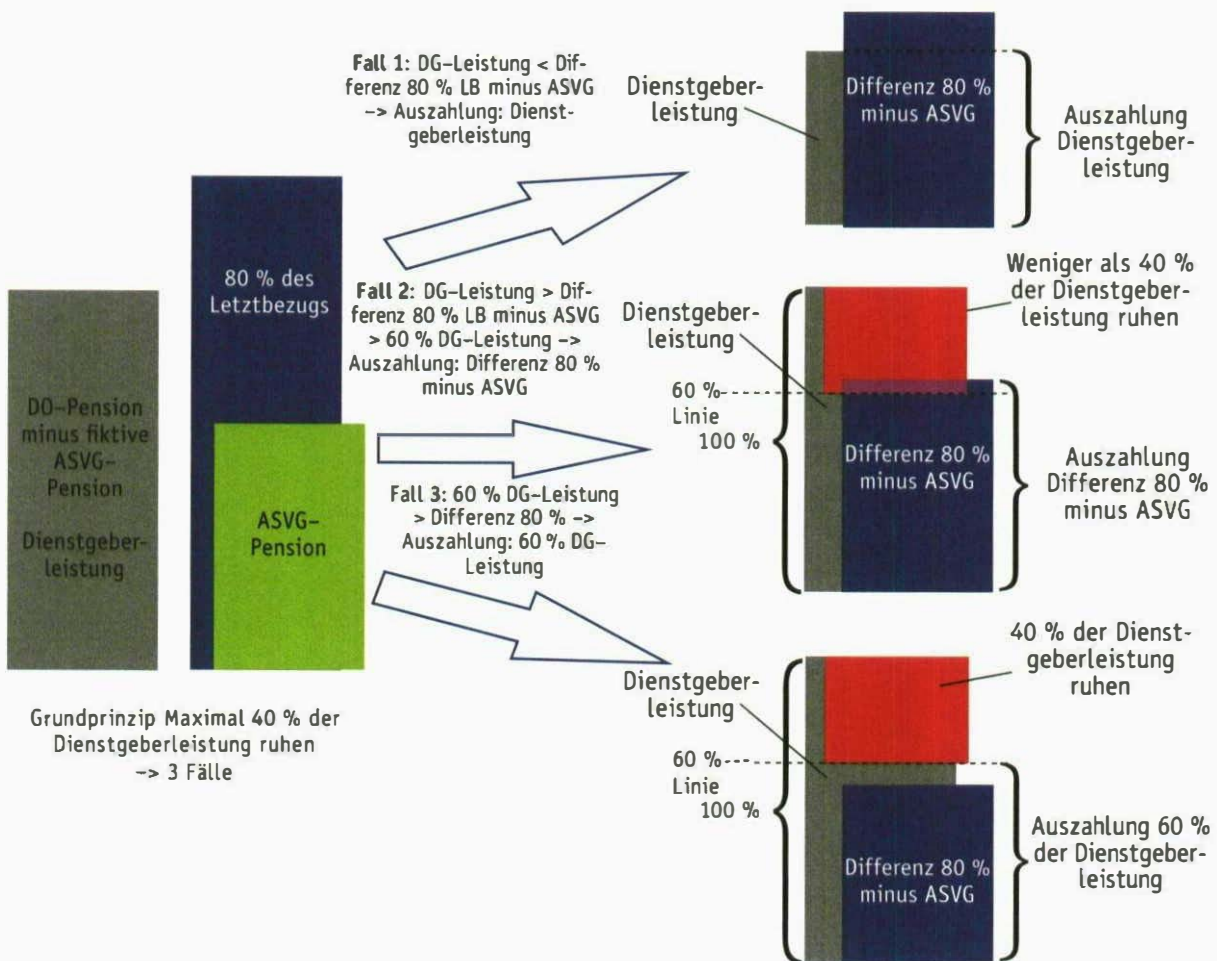 Fall 1: DG-Leistung < Dif-
ferenz 80 % LB minus ASVG
-> Auszahlung: Dienst-
geberleistung
Dienstgeber-
leistung
Differenz 80 %
minus ASVG
Auszahlung
Dienstgeber-
leistung
80 % des
Letztbezugs
DO-Pension
minus fiktive
ASVG-
Pension
Dienstgeber-
leistung
ASVG-
Pension
Fall 2: DG-Leistung > Dif-
ferenz 80 % LB minus ASVG
> 60 % DG-Leistung ->
Auszahlung: Differenz 80 %
minus ASVG
Dienstgeber-
leistung
Weniger als 40 %
der Dienstgeber-
leistung ruhen
60 %
Linie
100 %
Differenz 80 %
minus ASVG
Auszahlung
Differenz 80 %
minus ASVG
Fall 3: 60 % DG-Leistung
> Differenz 80 % ->
Auszahlung: 60 % DG-
Leistung
Dienstgeber-
leistung
40 % der Dienst-
geberleistung
ruhen
60 %
Linie
100 %
Differenz 80 %
minus ASVG
Auszahlung 60 %
der Dienstgeber-
leistung
Grundprinzip Maximal 40 % der
Dienstgeberleistung ruhen
-> 3 Fälle